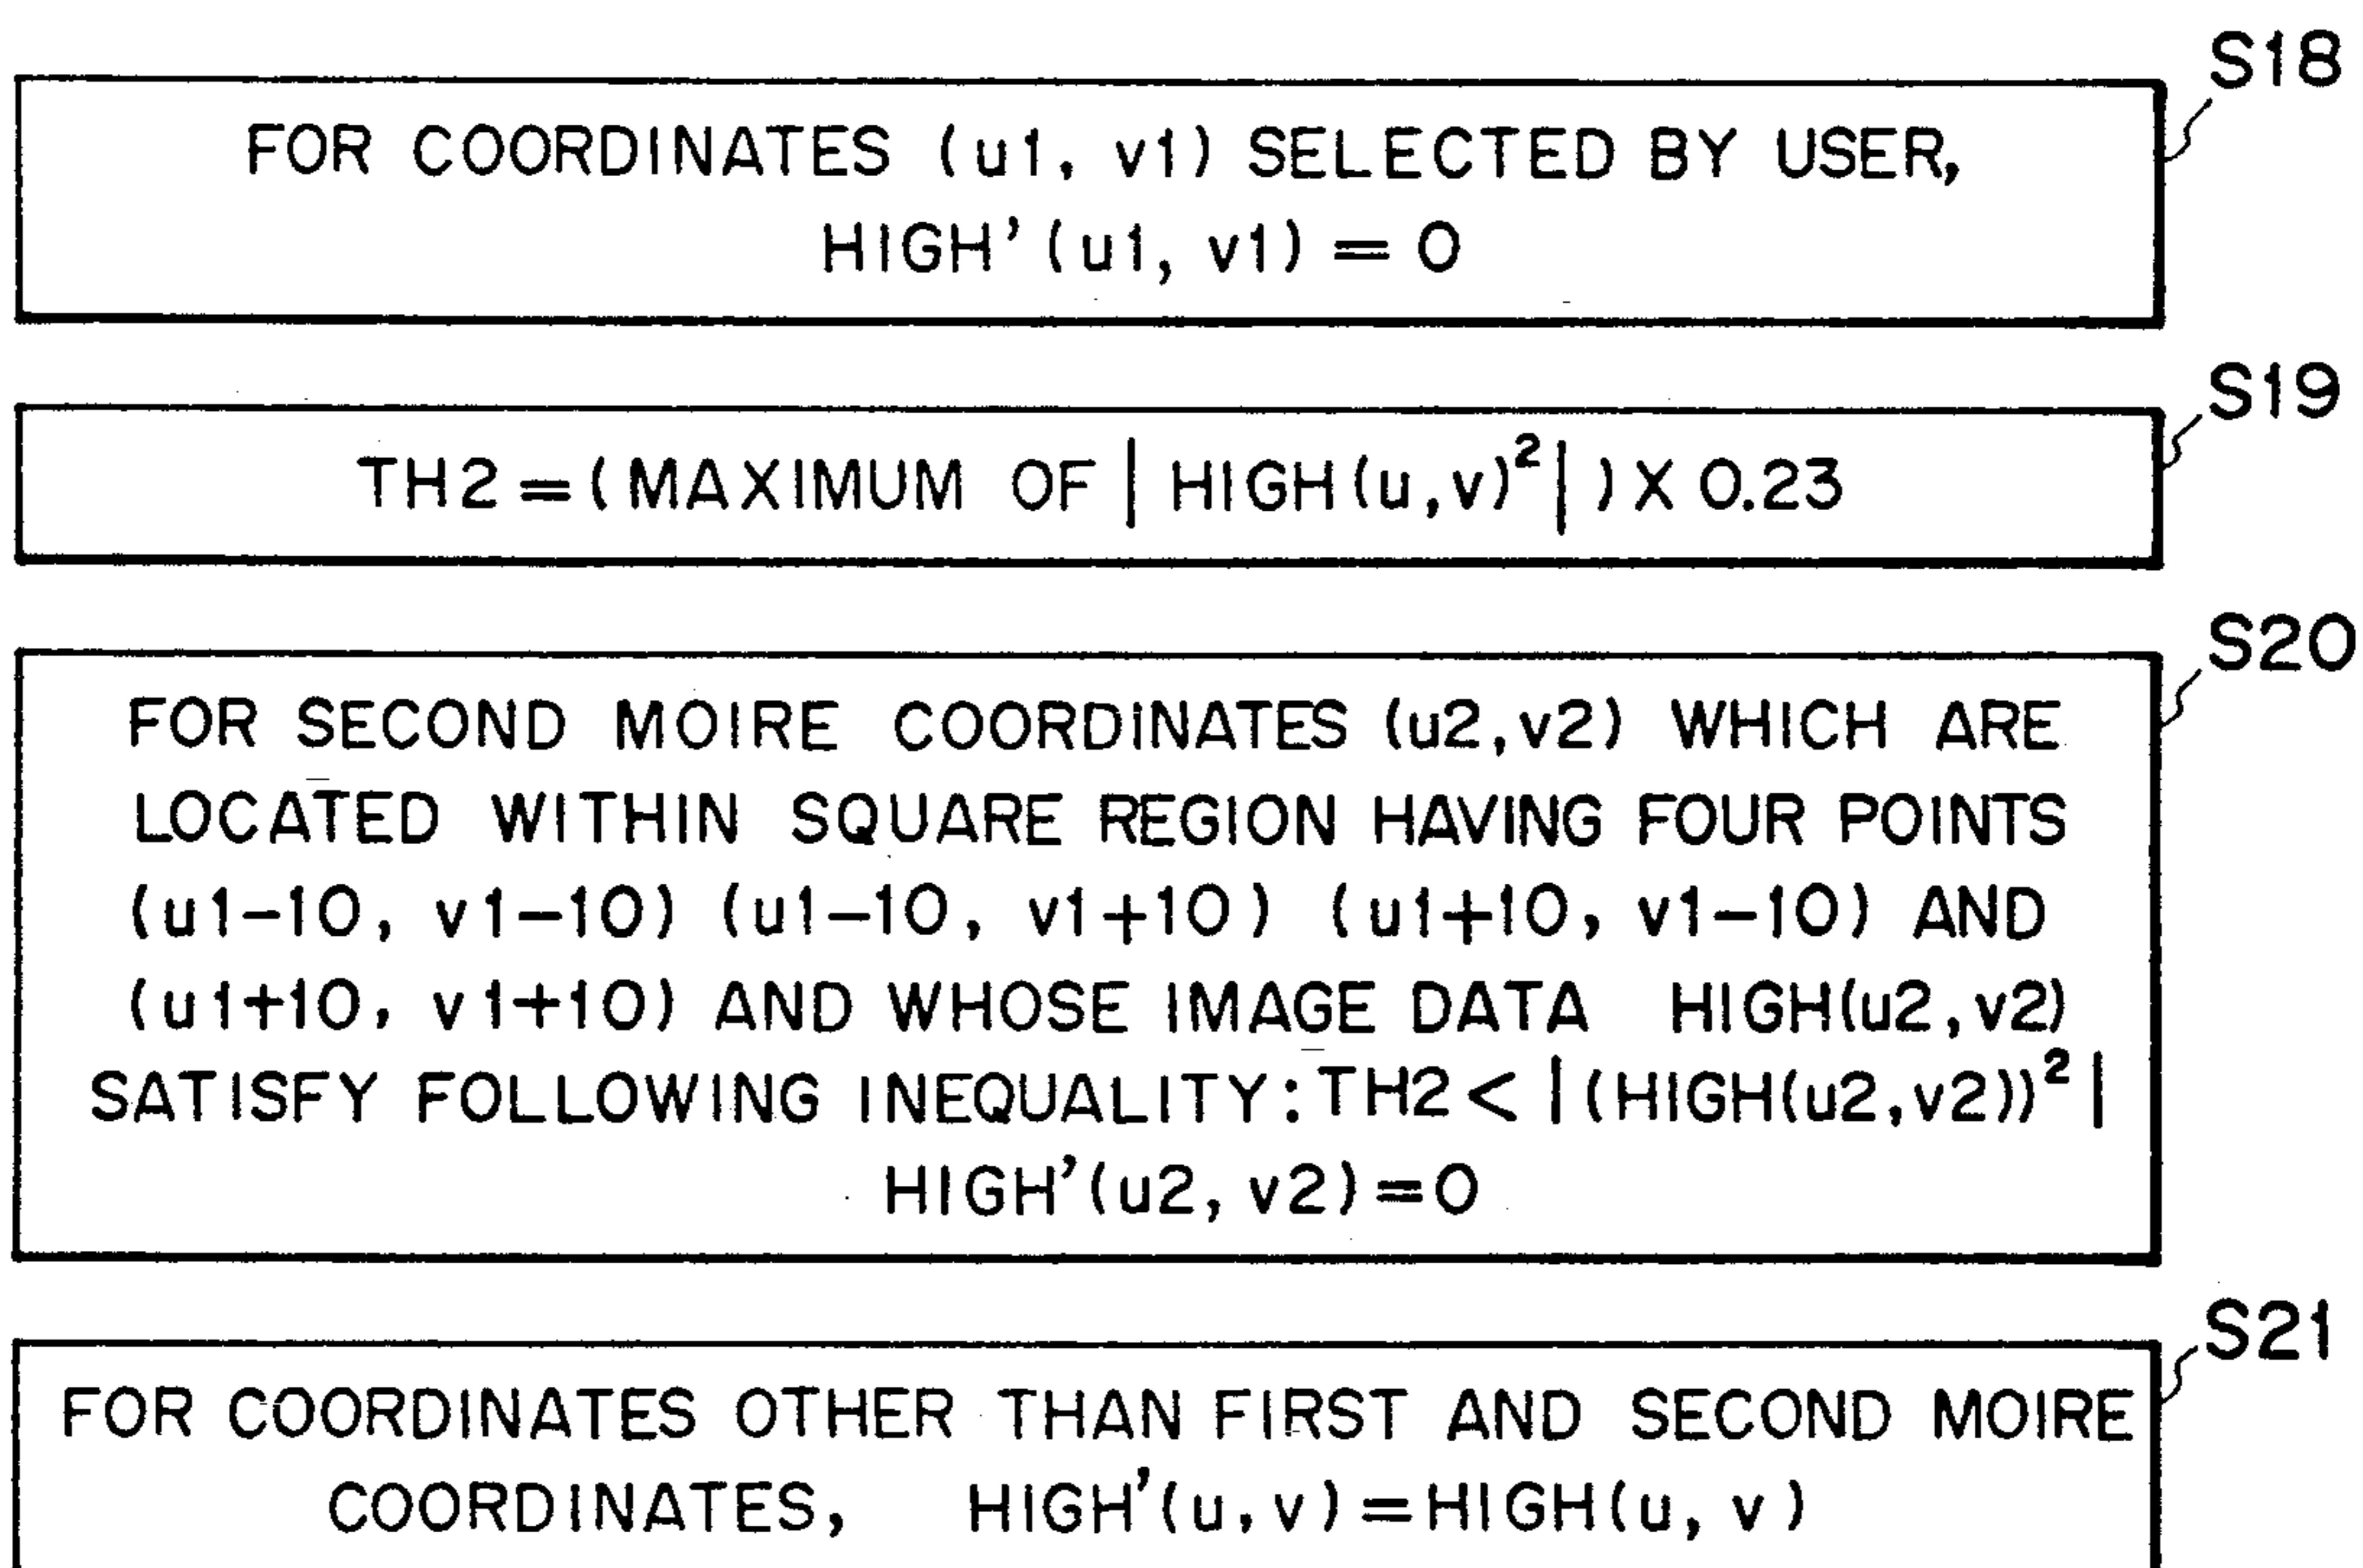 S18
FOR COORDINATES (u1, v1) SELECTED BY USER,
HIGH' (u1, v1) = 0
S19
TH2 = (MAXIMUM OF | HIGH(u,v)² | ) X 0.23
S20
FOR SECOND MOIRE COORDINATES (u2,v2) WHICH ARE
LOCATED WITHIN SQUARE REGION HAVING FOUR POINTS
(u1−10, v1−10) (u1−10, v1+10) (u1+10, v1−10) AND
(u1+10, v1+10) AND WHOSE IMAGE DATA HIGH(u2,v2)
SATISFY FOLLOWING INEQUALITY: TH2 < |(HIGH(u2,v2))² |
HIGH'(u2, v2)=0
S21
FOR COORDINATES OTHER THAN FIRST AND SECOND MOIRE
COORDINATES, HIGH'(u,v)=HIGH(u, v)